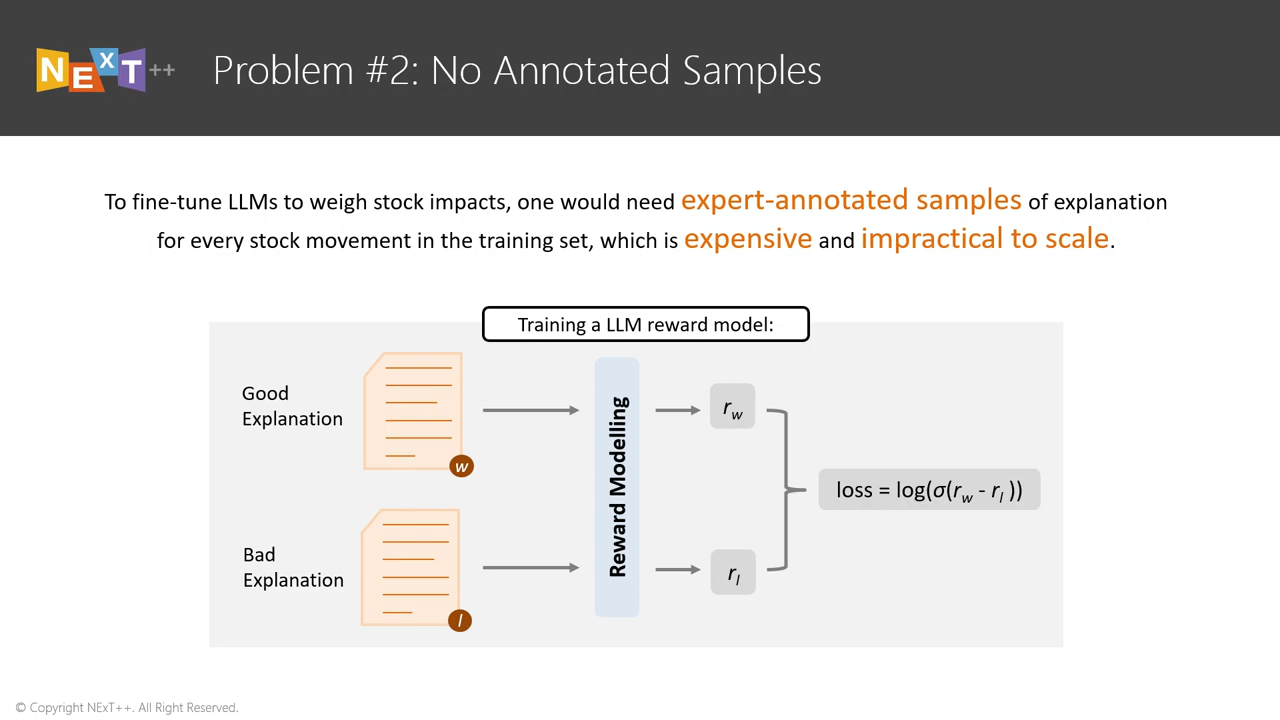 NExT++
Problem #2: No Annotated Samples
To fine-tune LLMs to weigh stock impacts, one would need expert-annotated samples of explanation
for every stock movement in the training set, which is expensive and impractical to scale.
Training a LLM reward model:
Good
Explanation
w
Reward Modelling
r_w
loss = log(σ(r_w - r_l ))
Bad
Explanation
l
r_l
© Copyright NExT++. All Right Reserved.